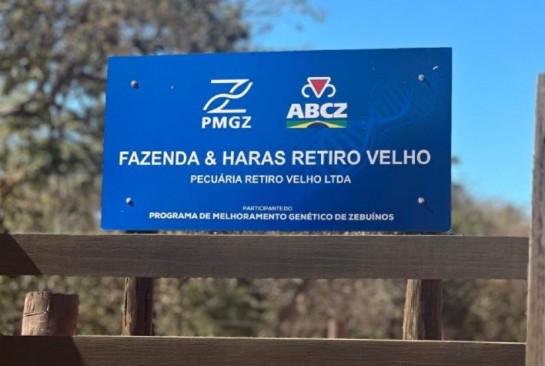 PMGZ
ABCZ
FAZENDA & HARAS RETIRO VELHO
PECUÁRIA RETIRO VELHO LTDA
PARTICIPANTE DO
PROGRAMA DE MELHORAMENTO GENÉTICO DE ZEBUÍNOS